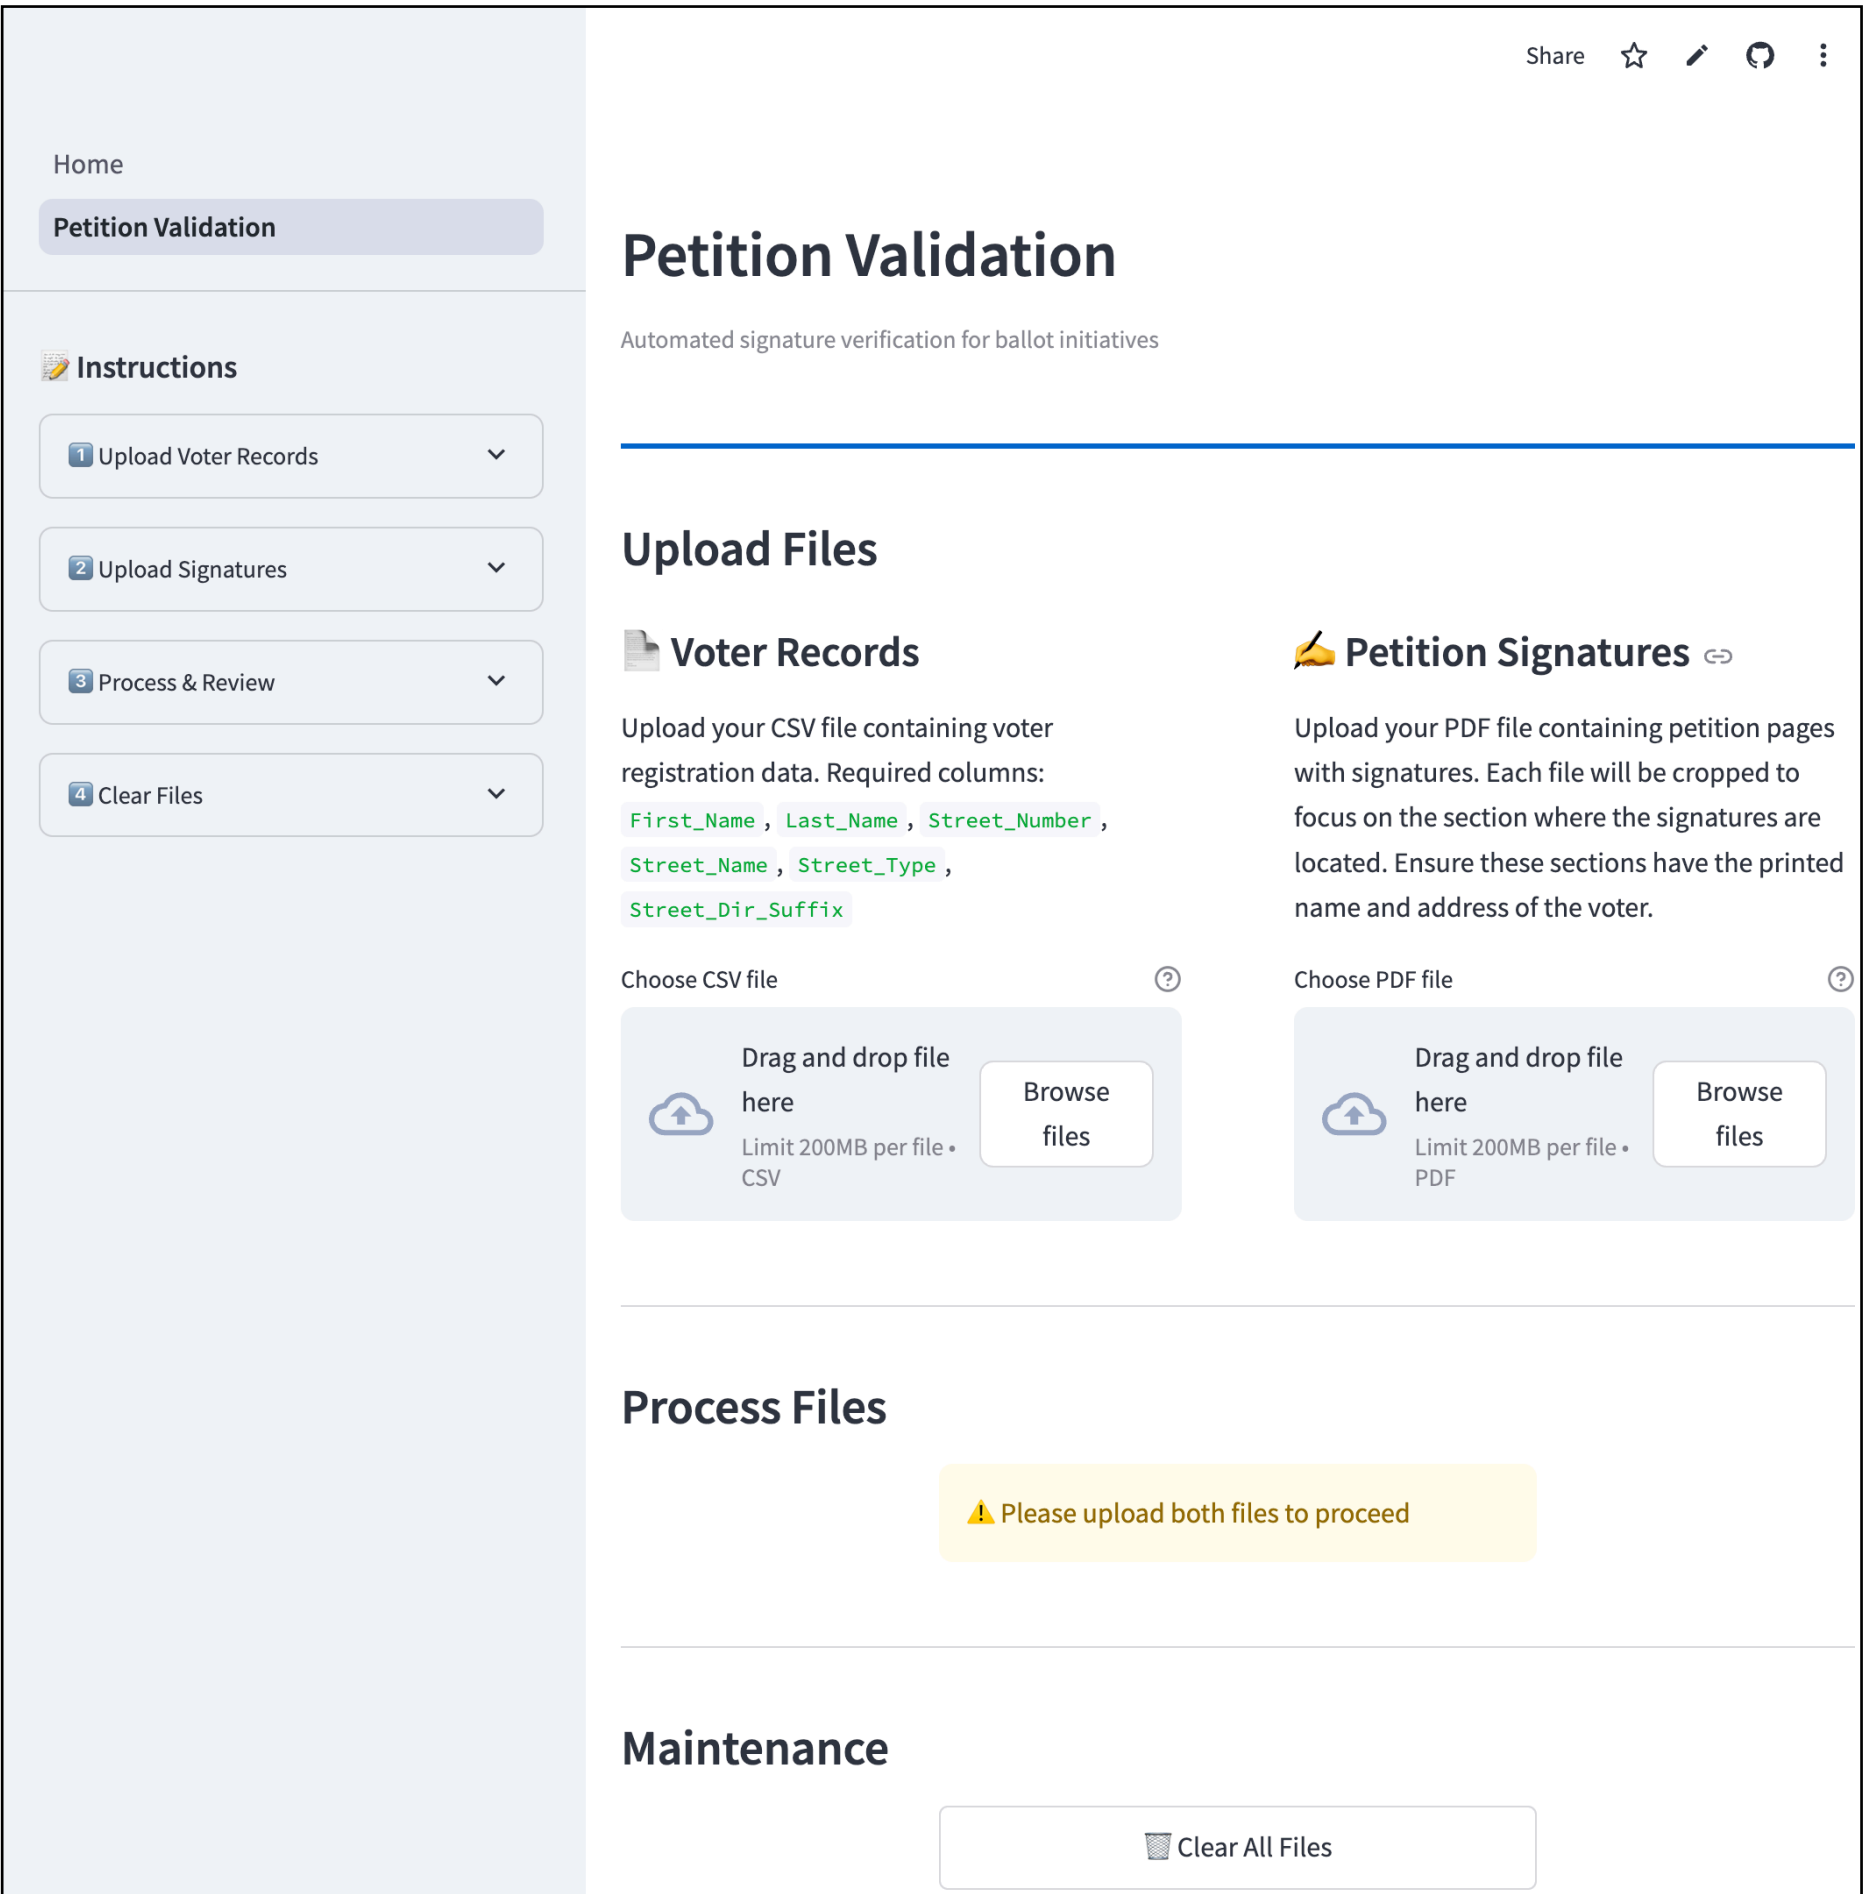 Share
Home
Petition Validation
Instructions
1 Upload Voter Records
2 Upload Signatures
3 Process & Review
4 Clear Files
Petition Validation
Automated signature verification for ballot initiatives
Upload Files
Voter Records
Upload your CSV file containing voter
registration data. Required columns:
First_Name, Last_Name, Street_Number,
Street_Name, Street_Type,
Street_Dir_Suffix
Choose CSV file
Drag and drop file
here
Limit 200MB per file •
CSV
Browse
files
Petition Signatures
Upload your PDF file containing petition pages
with signatures. Each file will be cropped to
focus on the section where the signatures are
located. Ensure these sections have the printed
name and address of the voter.
Choose PDF file
Drag and drop file
here
Limit 200MB per file •
PDF
Browse
files
Process Files
Please upload both files to proceed
Maintenance
Clear All Files